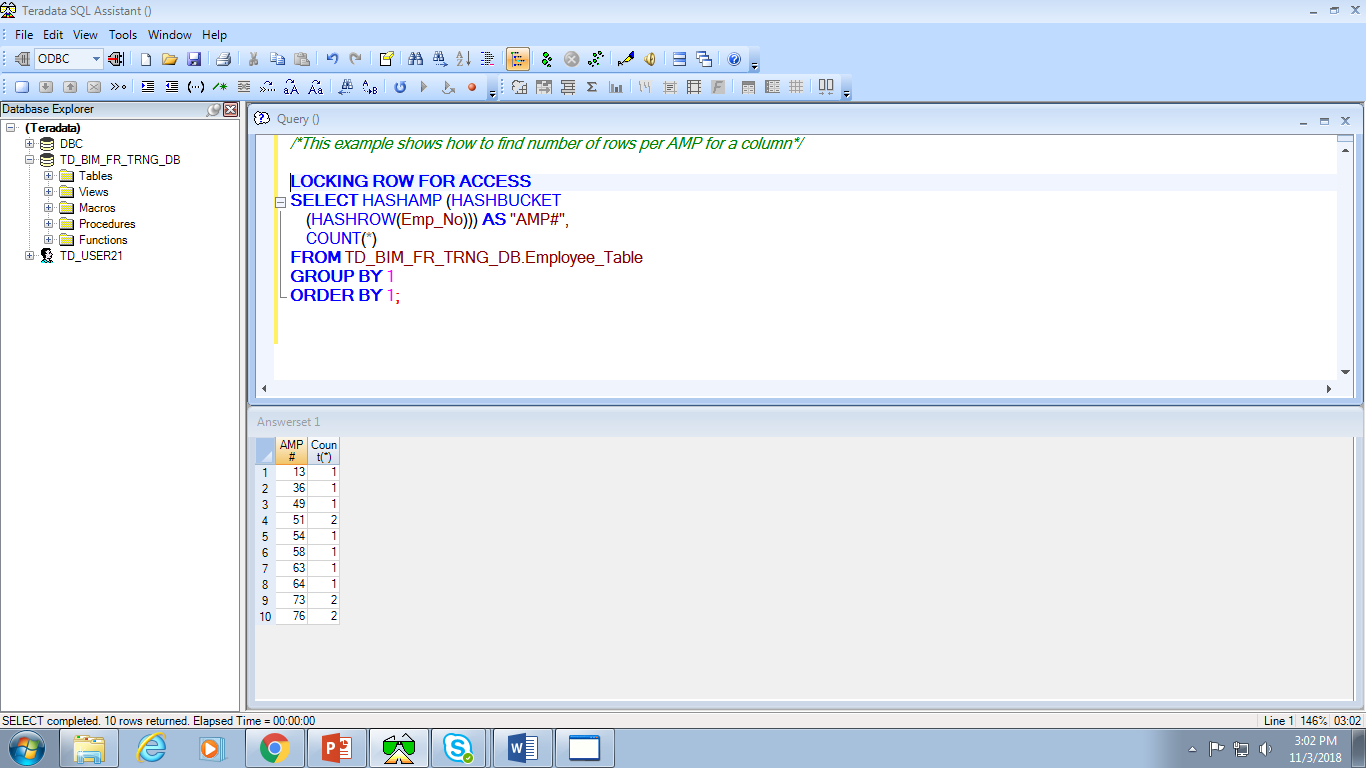 Teradata SQL Assistant ()
File Edit View Tools Window Help
ODBC
Database Explorer
(Teradata)
DBC
TD_BIM_FR_TRNG_DB
Tables
Views
Macros
Procedures
Functions
TD_USER21
Query ()
/*This example shows how to find number of rows per AMP for a column*/
LOCKING ROW FOR ACCESS
SELECT HASHAMP (HASHBUCKET
(HASHROW(Emp_No))) AS "AMP#",
COUNT(*)
FROM TD_BIM_FR_TRNG_DB.Employee_Table
GROUP BY 1
ORDER BY 1;
Answerset 1
AMP Coun
# t(*)
1 13 1
2 36 1
3 49 1
4 51 2
5 54 1
6 58 1
7 63 1
8 64 1
9 73 2
10 76 2
SELECT completed. 10 rows returned. Elapsed Time = 00:00:00 Line 1 146% 03:02
3:02 PM
11/3/2018